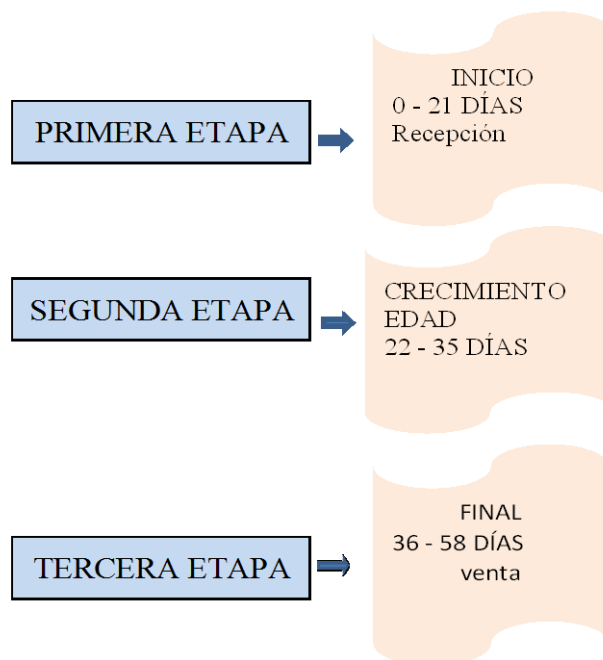 PRIMERA ETAPA
INICIO
0 - 21 DÍAS
Recepción
SEGUNDA ETAPA
CRECIMIENTO
EDAD
22 - 35 DÍAS
TERCERA ETAPA
FINAL
36 - 58 DÍAS
venta